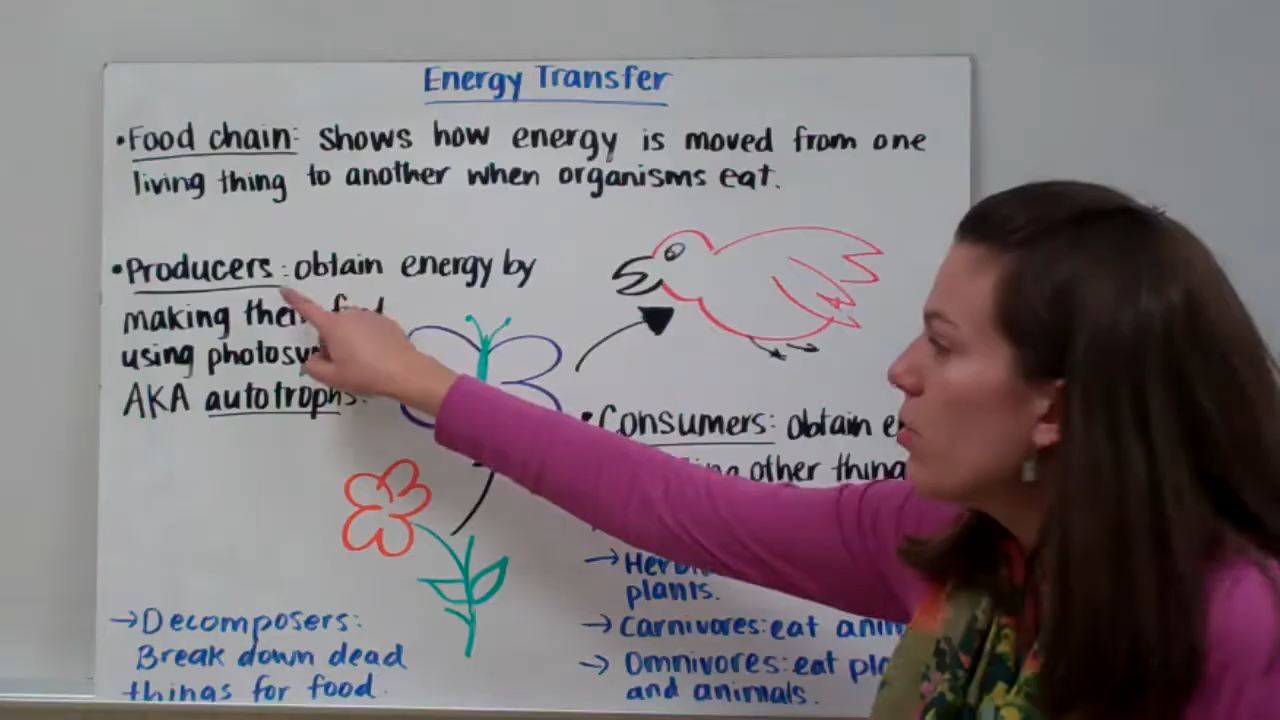 Energy Transfer
•Food chain: shows how energy is moved from one
living thing to another when organisms eat.
•Producers: obtain energy by
making
using
AKA autotrophs.
•Consumers: obtain
other
→
plants.
→ Carnivores: eat
→ Omnivores: eat
and animals.
→Decomposers:
Break down dead
things for food.